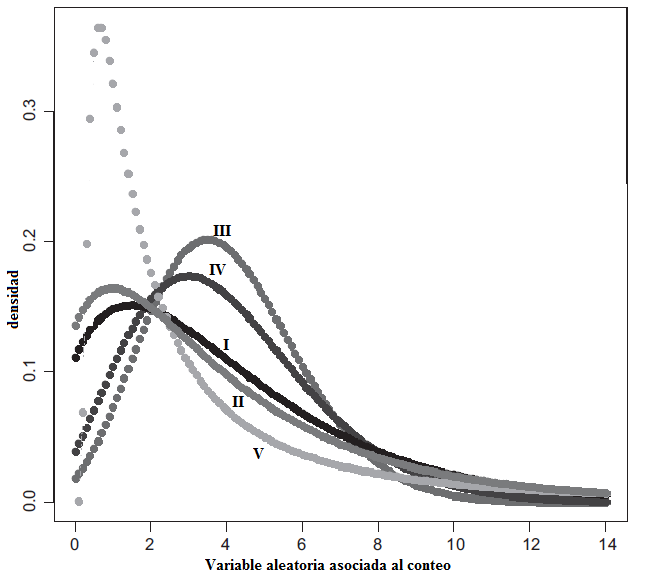 0.3
0.2
0.1
0.0
densidad
III
IV
I
II
V
0 2 4 6 8 10 12 14
Variable aleatoria asociada al conteo